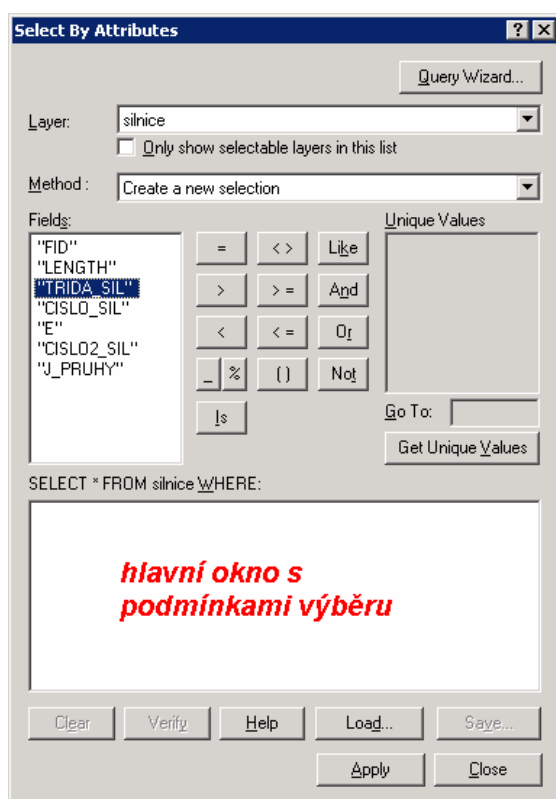 Select By Attributes
Query Wizard...
Layer: silnice
Only show selectable layers in this list
Method : Create a new selection
Fields: Unique Values
"FID"
"LENGTH"
"TRIDA_SIL"
"CISLO_SIL"
"E"
"CISLO2_SIL"
"J_PRUHY"
= < > Like
> > = And
< < = Or
_ % ( ) Not
Is
Go To:
Get Unique Values
SELECT * FROM silnice WHERE:
hlavní okno s
podmínkami výběru
Clear Verify Help Load... Save...
Apply Close